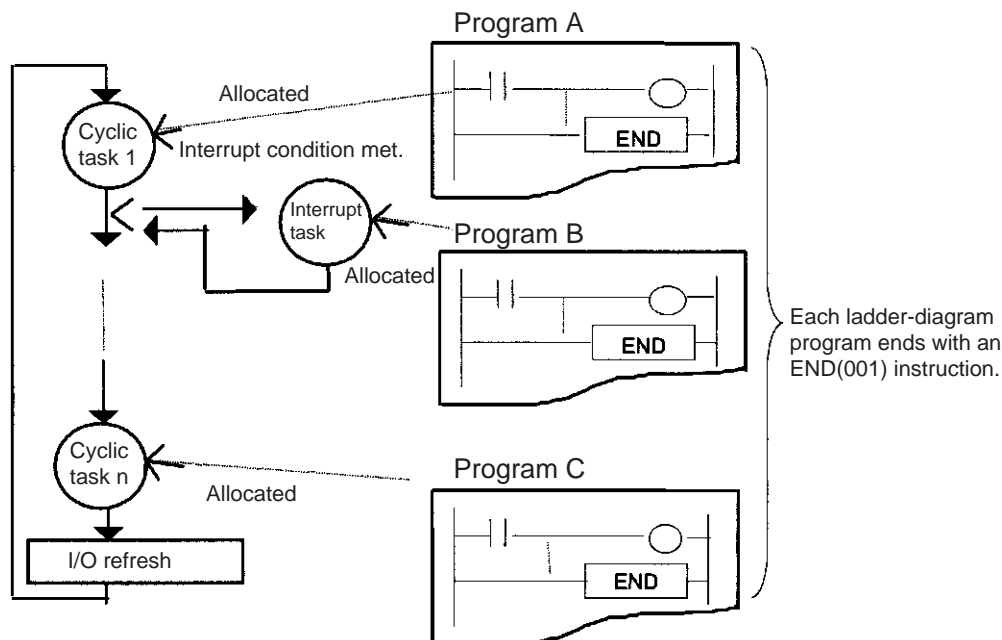 Program A
Allocated
Cyclic
task 1
END
Interrupt condition met.
Interrupt
task
Program B
Allocated
END
Each ladder-diagram
program ends with an
END(001) instruction.
Cyclic
task n
Program C
Allocated
I/O refresh
END